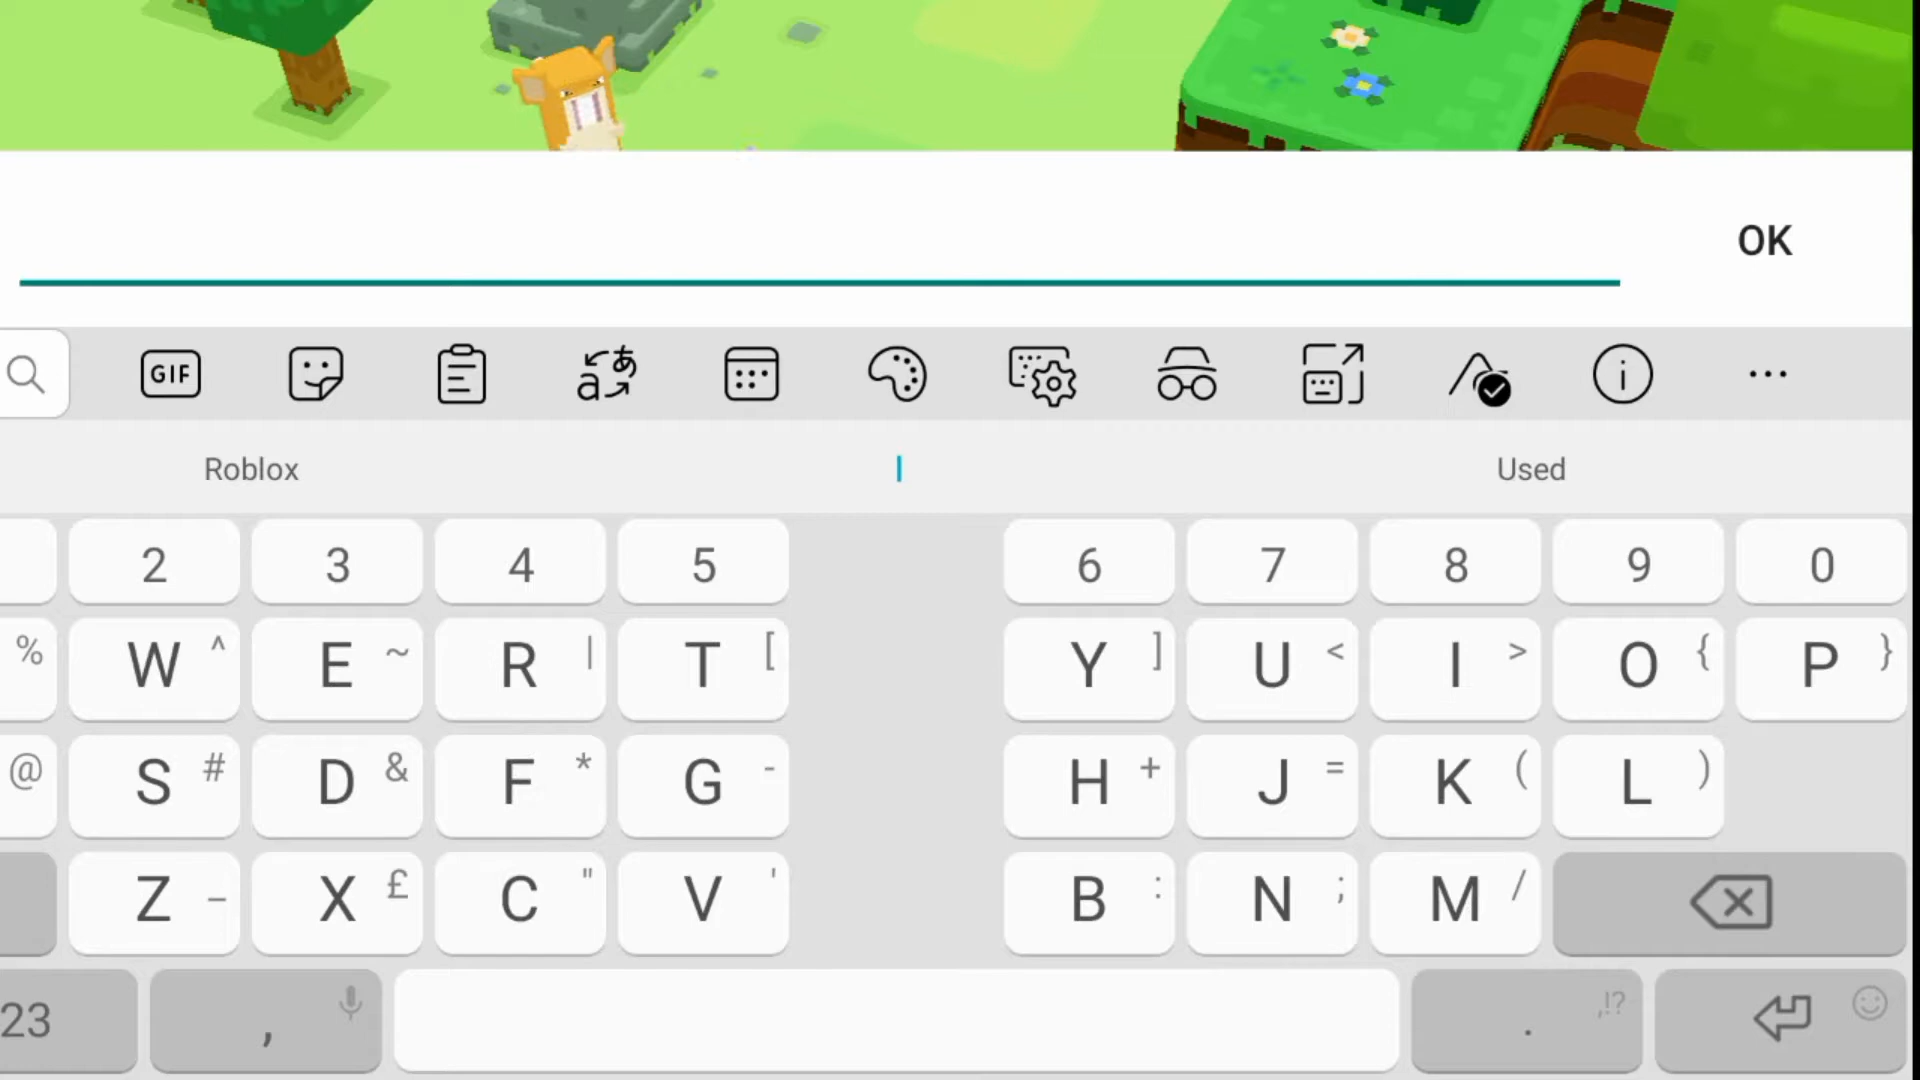 OK
GIF
Roblox I Used
2 3 4 5 6 7 8 9 0
% W ^ E ~ R | T [ Y ] U < I > O { P }
@ S # D & F * G - H + J = K ( L )
Z _ X £ C " V ' B : N ; M /
23 , . ,!?